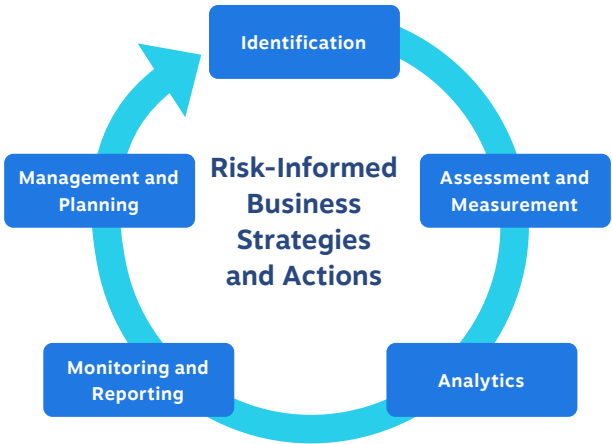 Identification
Risk-Informed
Business
Strategies
and Actions
Assessment and
Measurement
Analytics
Monitoring and
Reporting
Management and
Planning